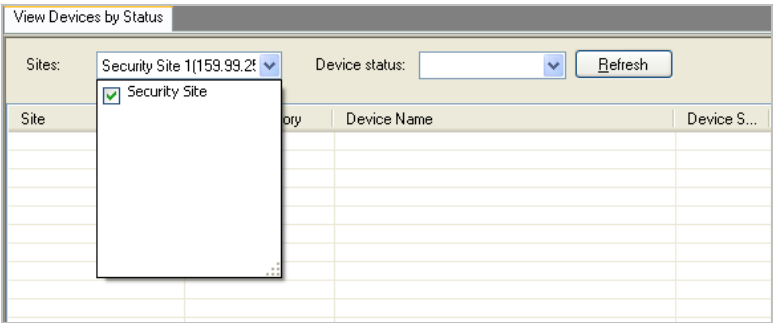 View Devices by Status
Sites: Security Site 1(159.99.25 Device status: Refresh
Security Site
Site ory Device Name Device S...